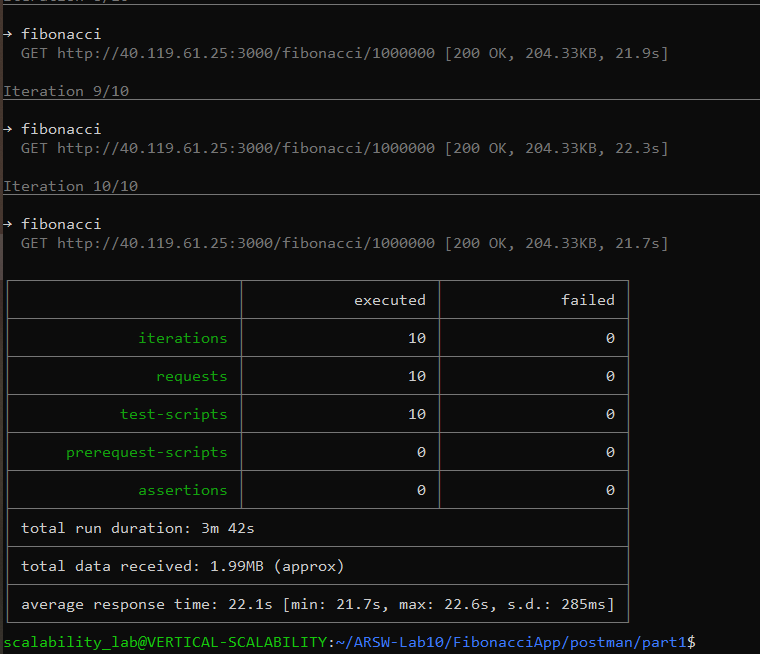 → fibonacci
GET http://40.119.61.25:3000/fibonacci/1000000 [200 OK, 204.33KB, 21.9s]
Iteration 9/10
→ fibonacci
GET http://40.119.61.25:3000/fibonacci/1000000 [200 OK, 204.33KB, 22.3s]
Iteration 10/10
→ fibonacci
GET http://40.119.61.25:3000/fibonacci/1000000 [200 OK, 204.33KB, 21.7s]
executed failed
iterations 10 0
requests 10 0
test-scripts 10 0
prerequest-scripts 0 0
assertions 0 0
total run duration: 3m 42s
total data received: 1.99MB (approx)
average response time: 22.1s [min: 21.7s, max: 22.6s, s.d.: 285ms]
scalability_lab@VERTICAL-SCALABILITY:~/ARSW-Lab10/FibonacciApp/postman/part1$